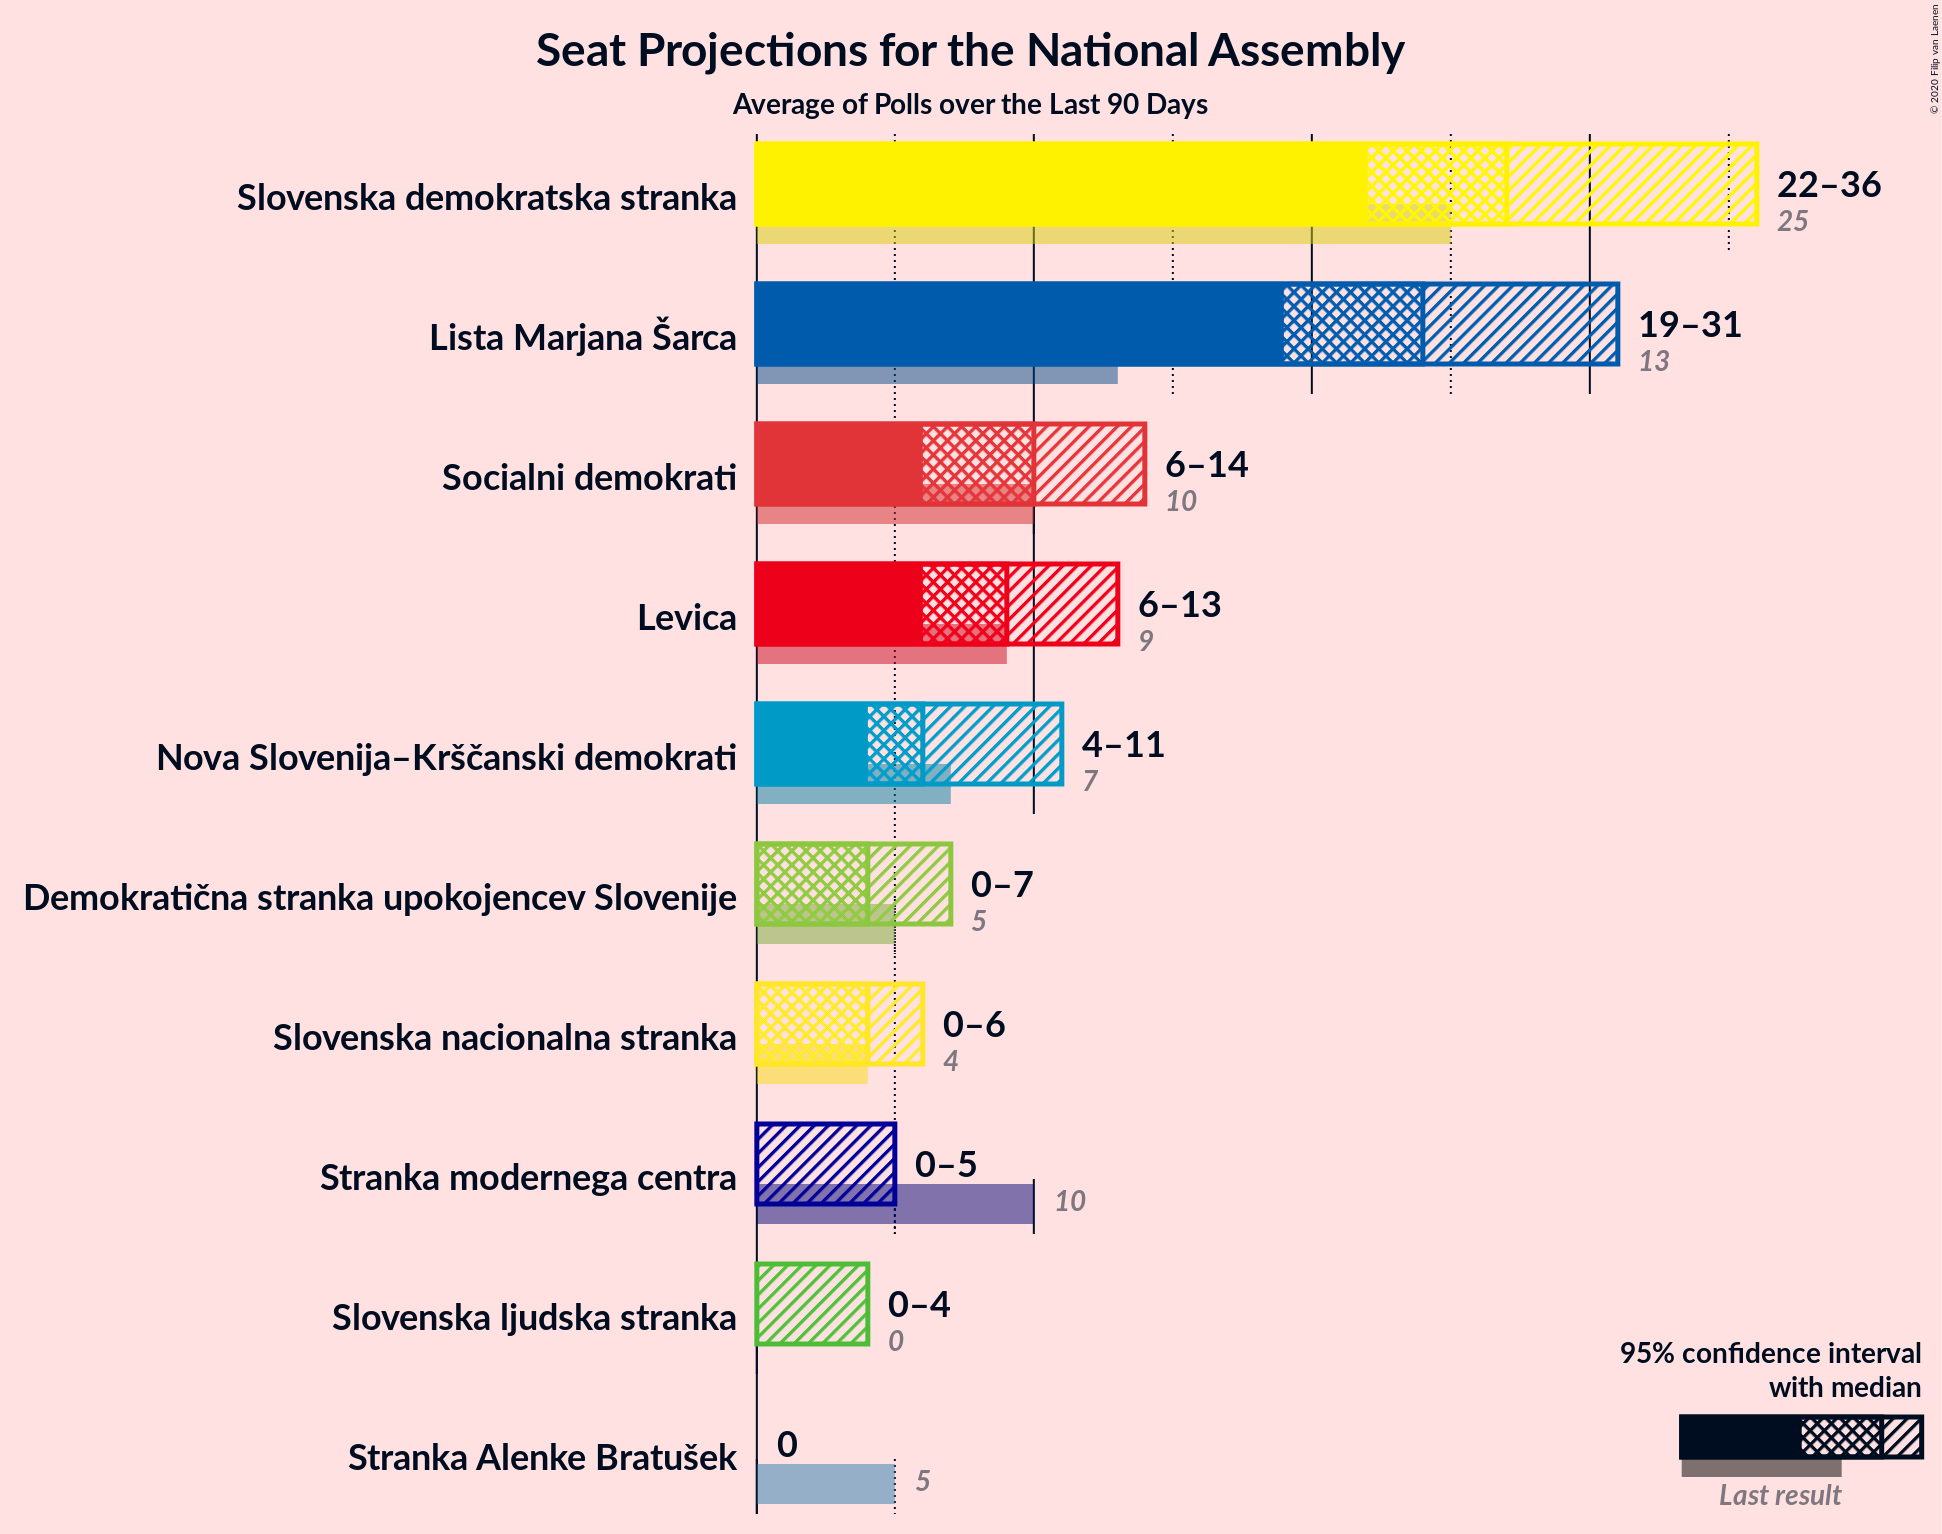 Seat Projections for the National Assembly
Average of Polls over the Last 90 Days
© 2020 Filip van Laenen
Slovenska demokratska stranka
22–36
25
Lista Marjana Šarca
19–31
13
Socialni demokrati
6–14
10
Levica
6–13
9
Nova Slovenija–Krščanski demokrati
4–11
7
Demokratična stranka upokojencev Slovenije
0–7
5
Slovenska nacionalna stranka
0–6
4
Stranka modernega centra
0–5
10
Slovenska ljudska stranka
0–4
0
Stranka Alenke Bratušek
0
5
95% confidence interval
with median
Last result